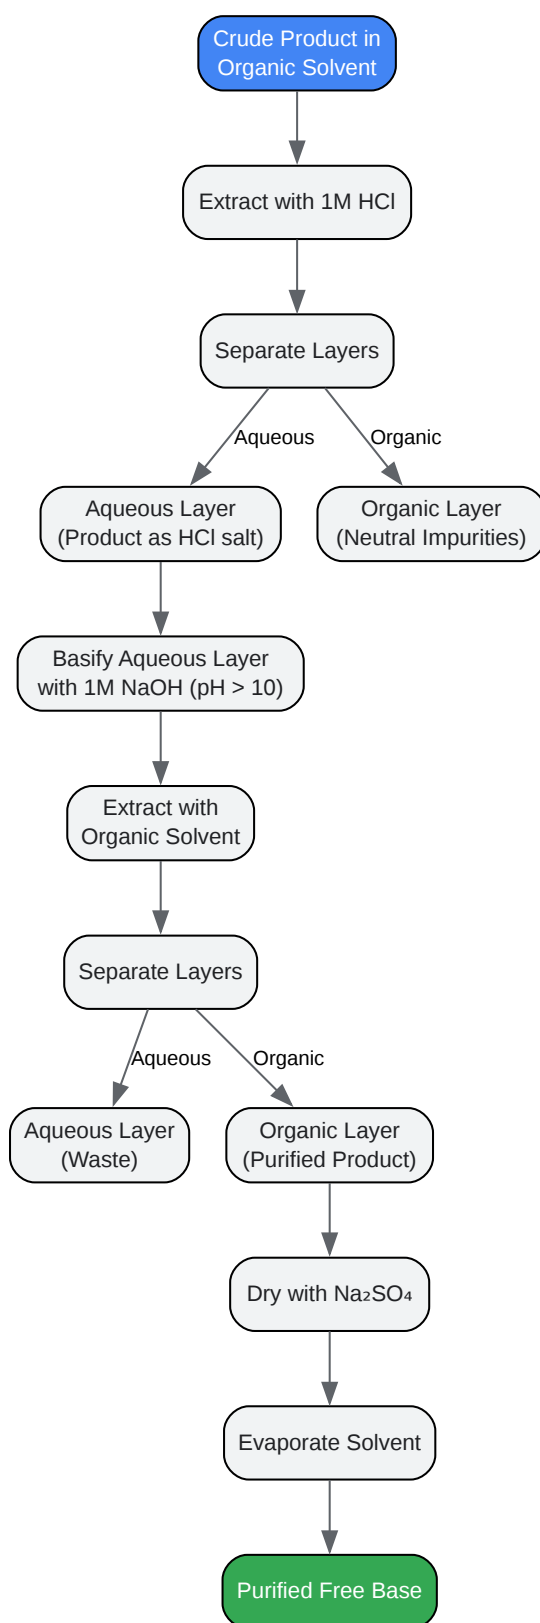 Crude Product in
Organic Solvent
Extract with 1M HCl
Separate Layers
Aqueous
Organic
Aqueous Layer
(Product as HCl salt)
Organic Layer
(Neutral Impurities)
Basify Aqueous Layer
with 1M NaOH (pH > 10)
Extract with
Organic Solvent
Separate Layers
Aqueous
Organic
Aqueous Layer
(Waste)
Organic Layer
(Purified Product)
Dry with Na₂SO₄
Evaporate Solvent
Purified Free Base